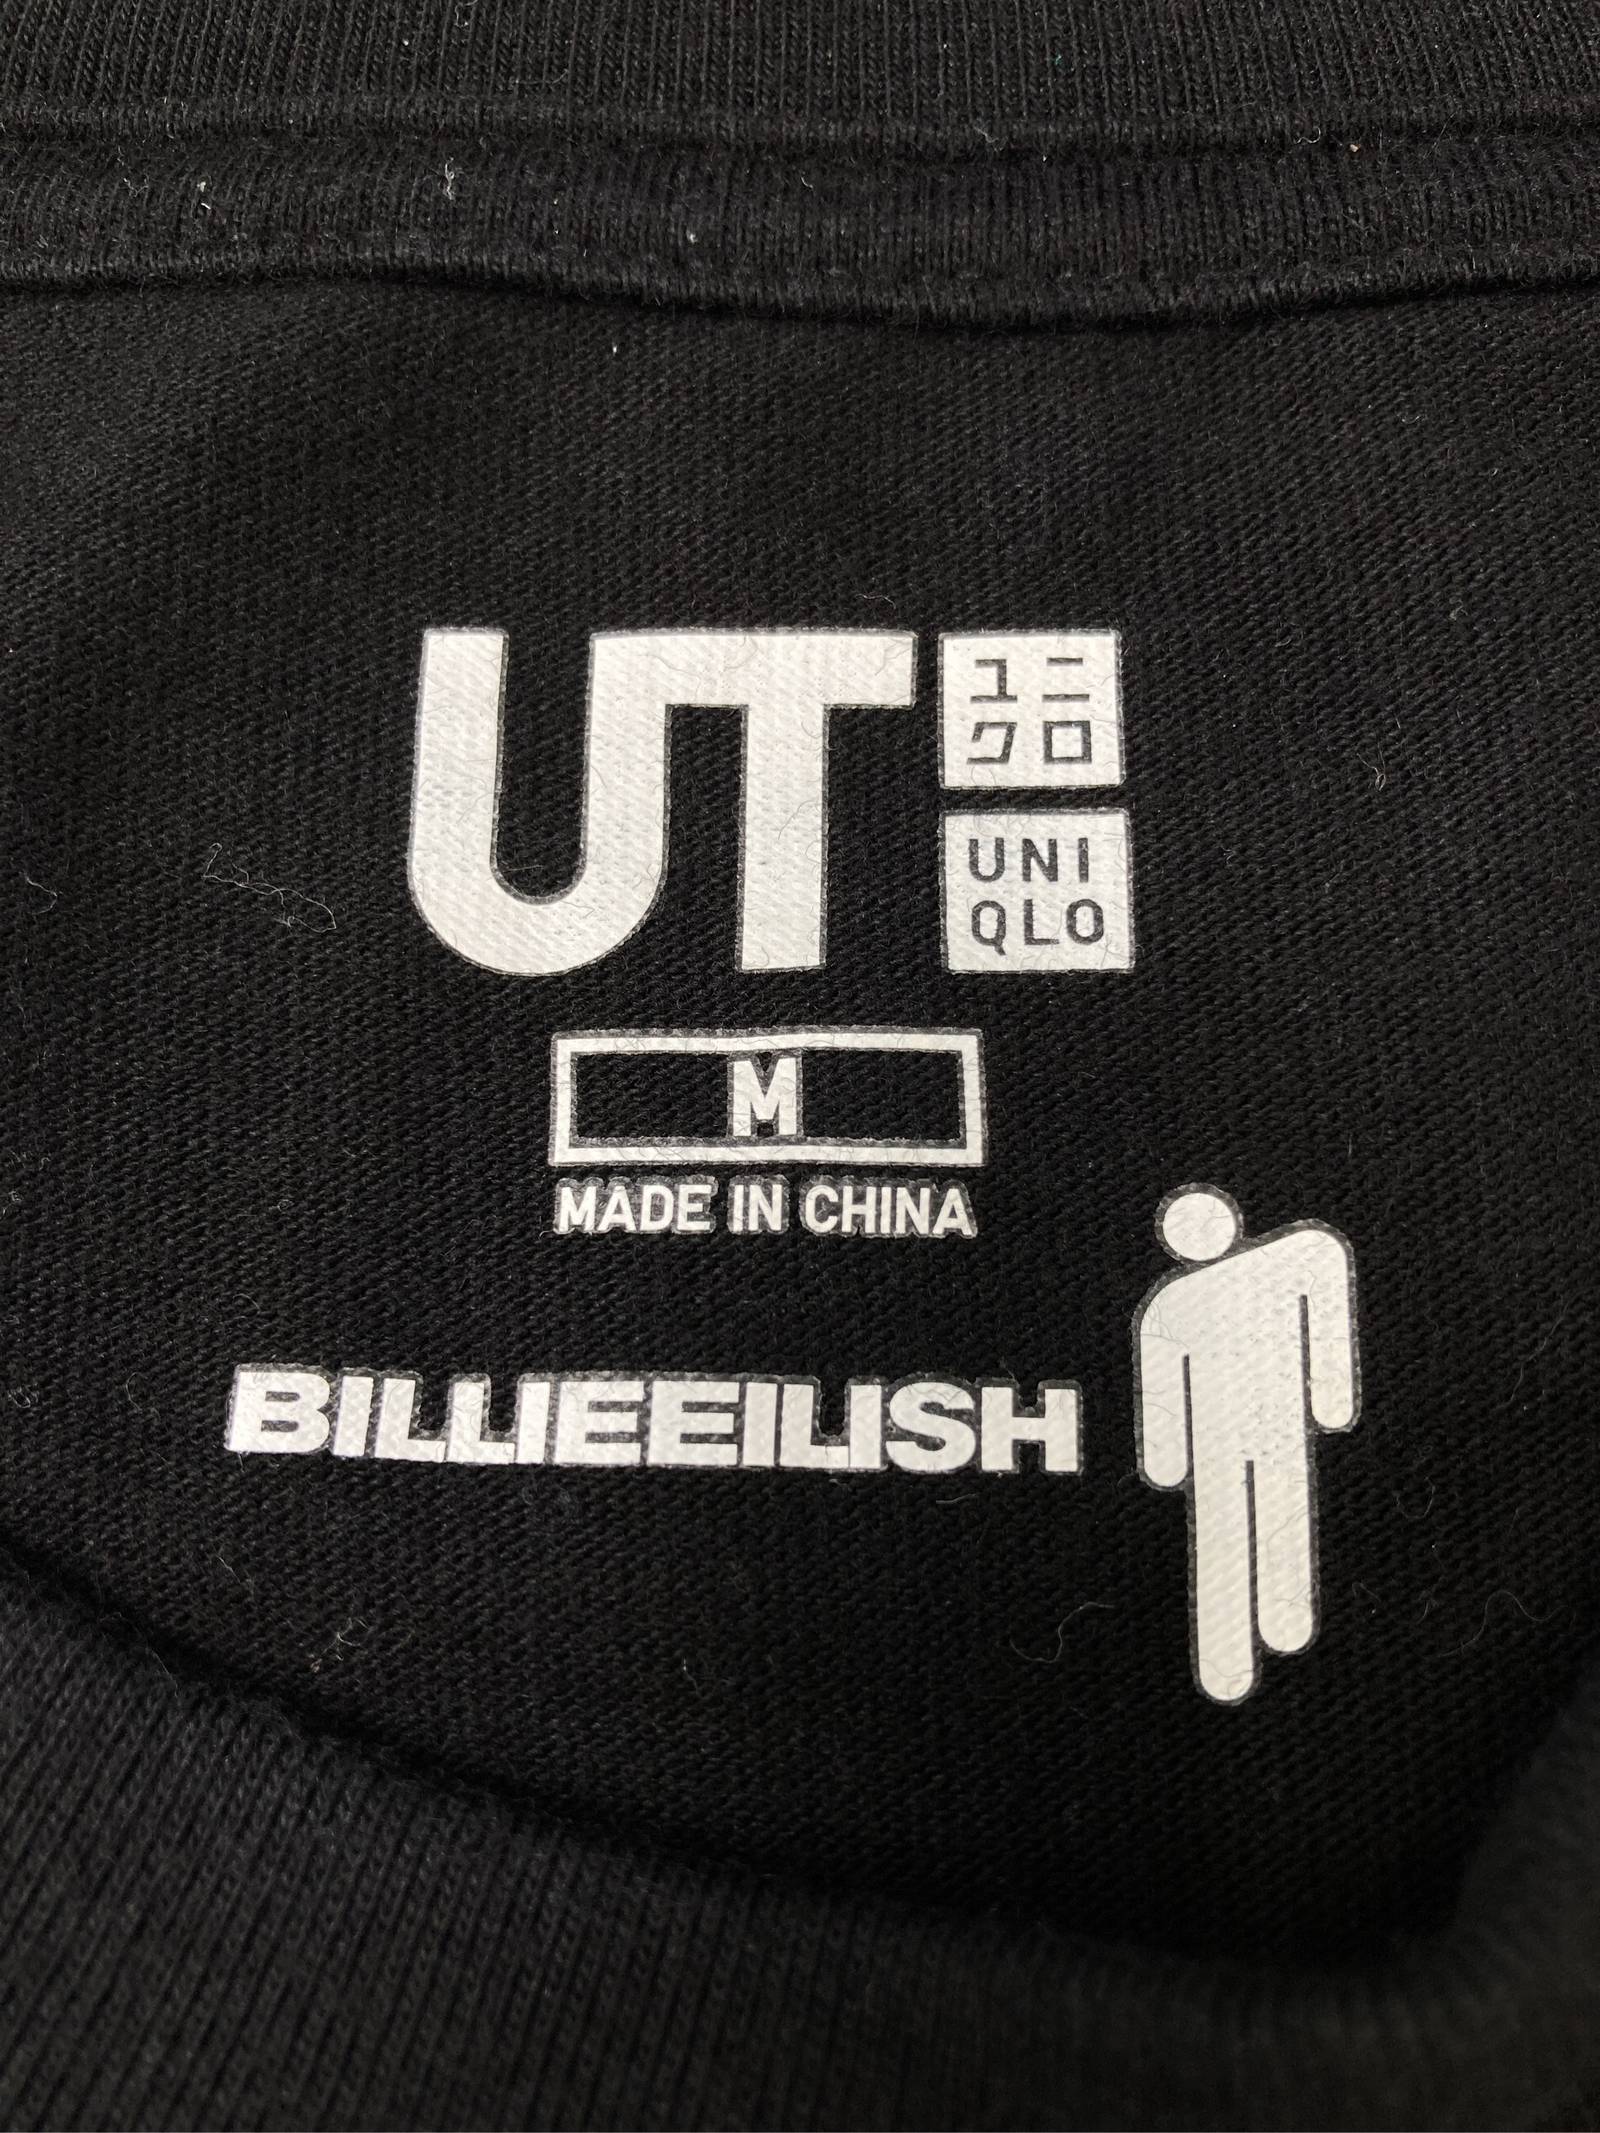 UT
ユニ
クロ
UNI
QLO
M
MADE IN CHINA
BILLIEEILISH